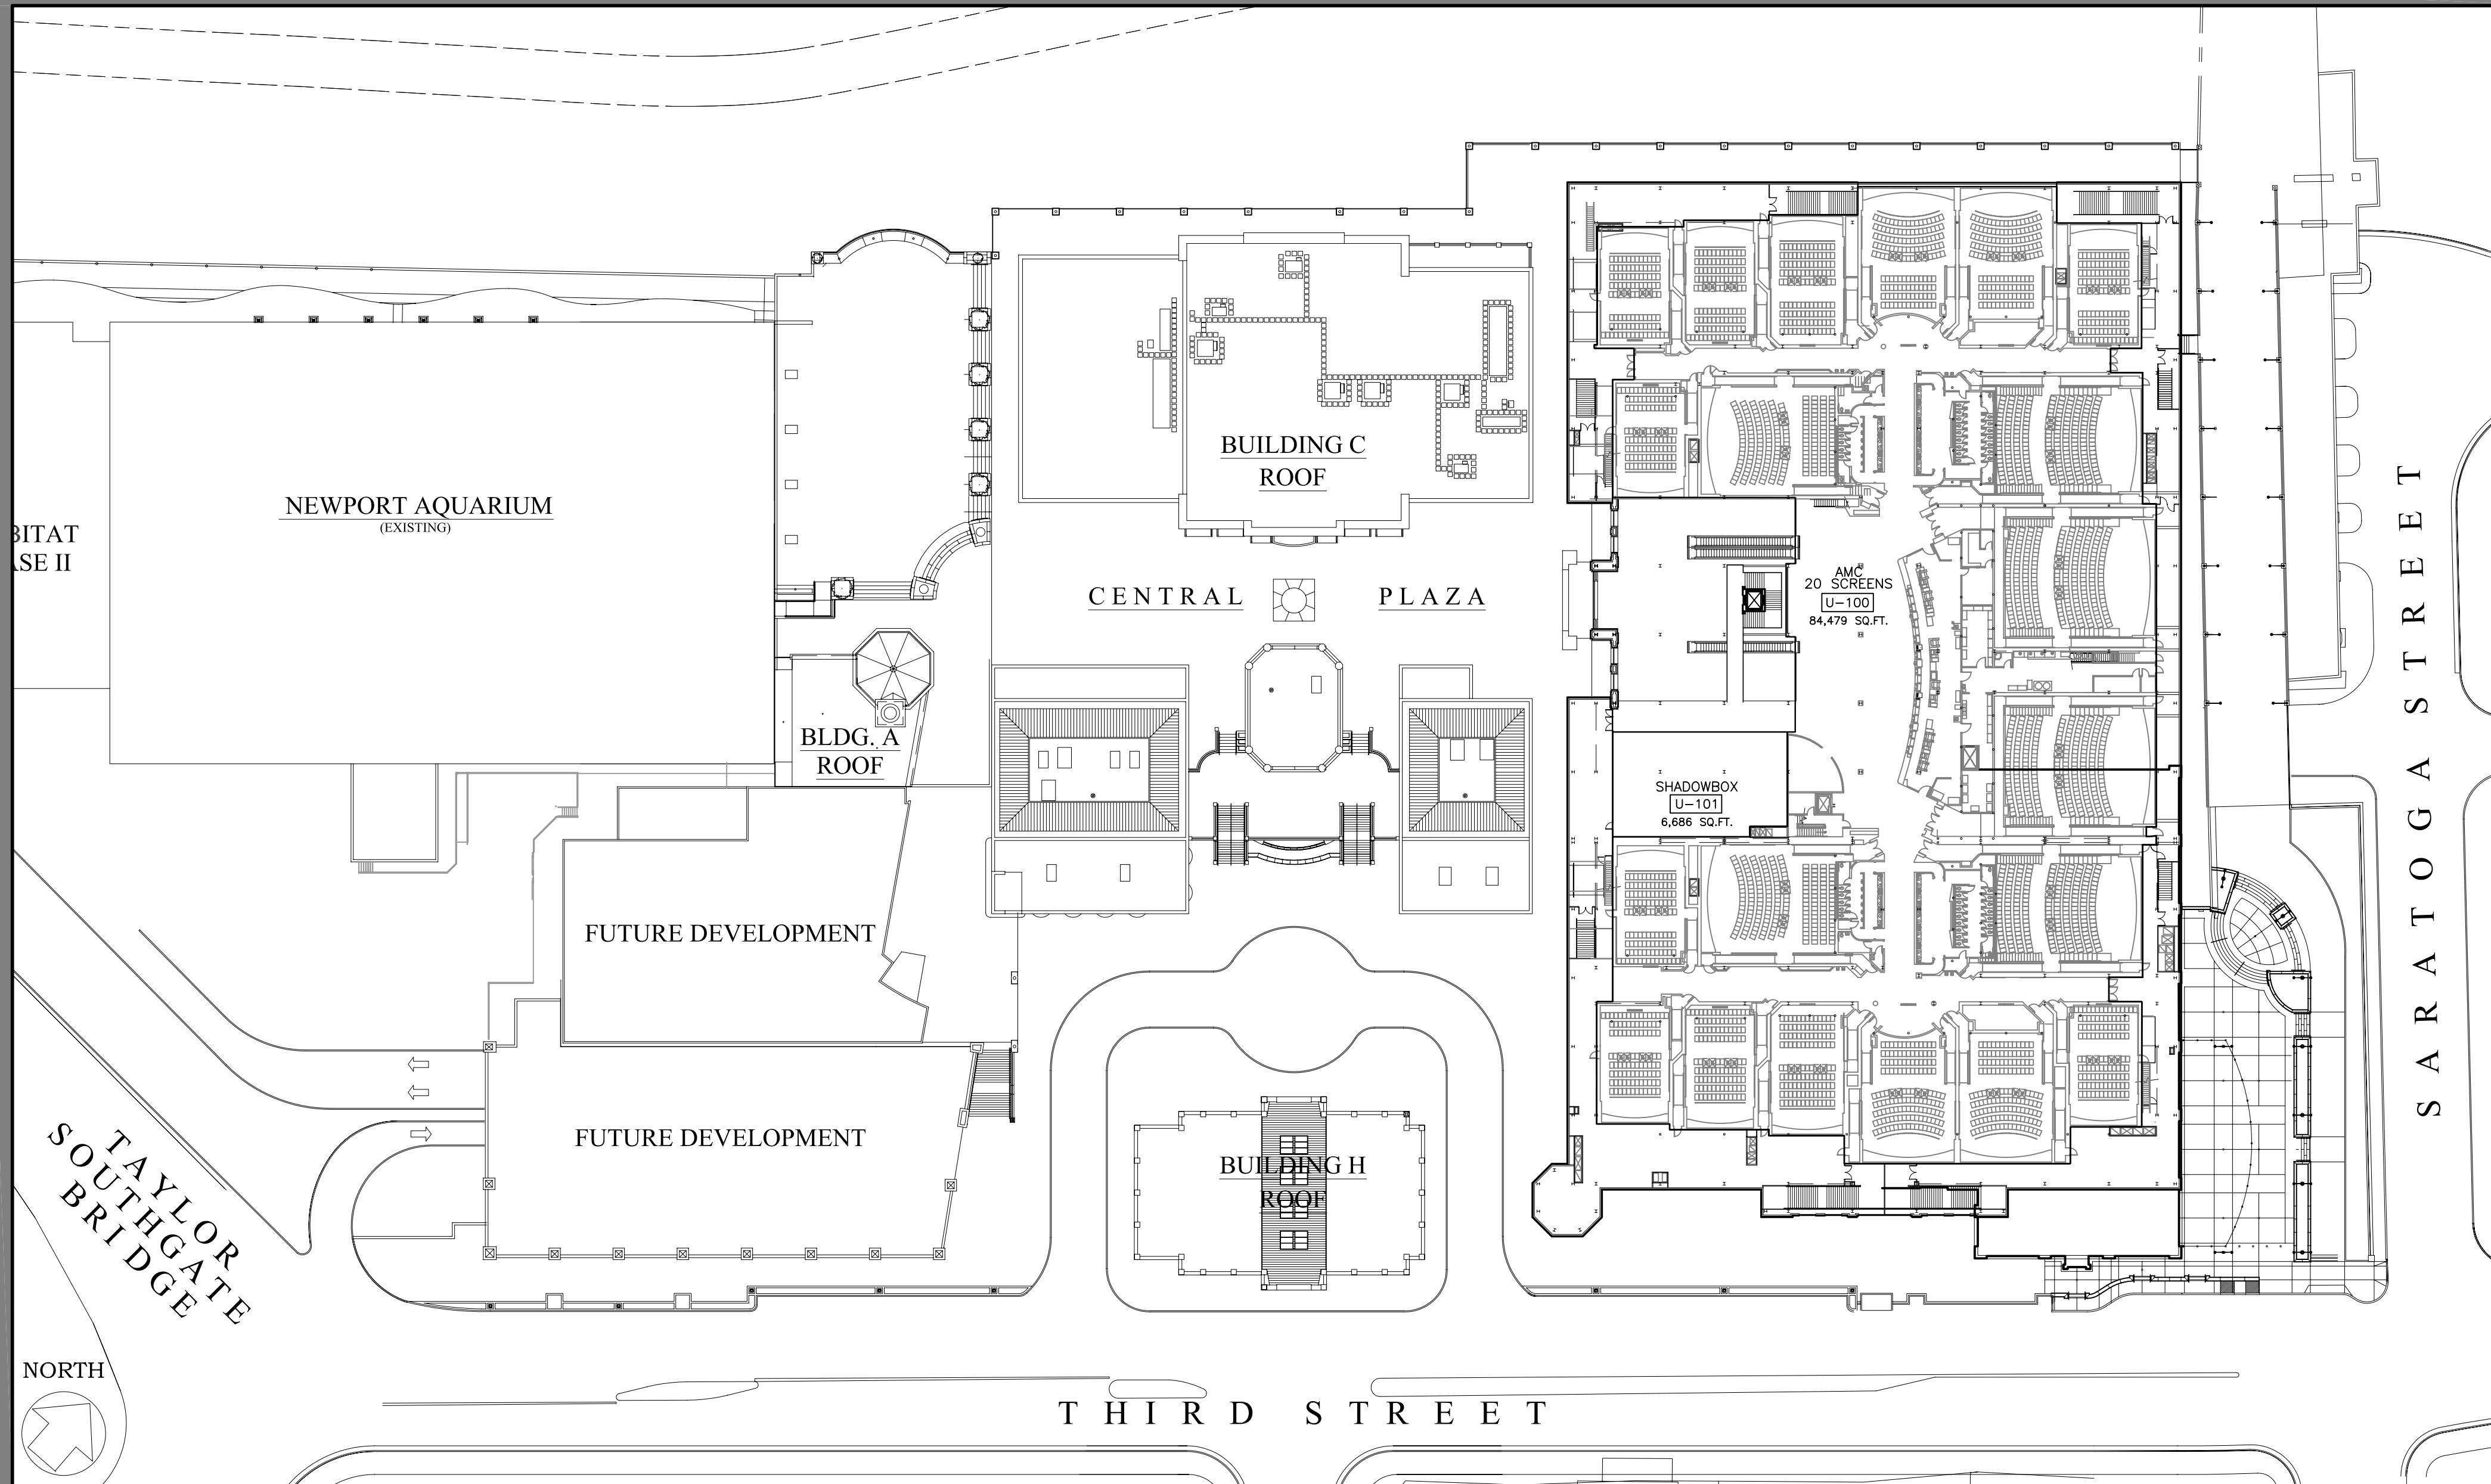 NEWPORT AQUARIUM
(EXISTING)
BITAT
ASE II
BUILDING C
ROOF
CENTRAL PLAZA
BLDG. A
ROOF
AMC
20 SCREENS
U-100
84,479 SQ.FT.
SHADOWBOX
U-101
6,686 SQ.FT.
SARATOGA STREET
FUTURE DEVELOPMENT
FUTURE DEVELOPMENT
BUILDING H
ROOF
TAYLOR
SOUTHGATE
BRIDGE
NORTH
THIRD STREET